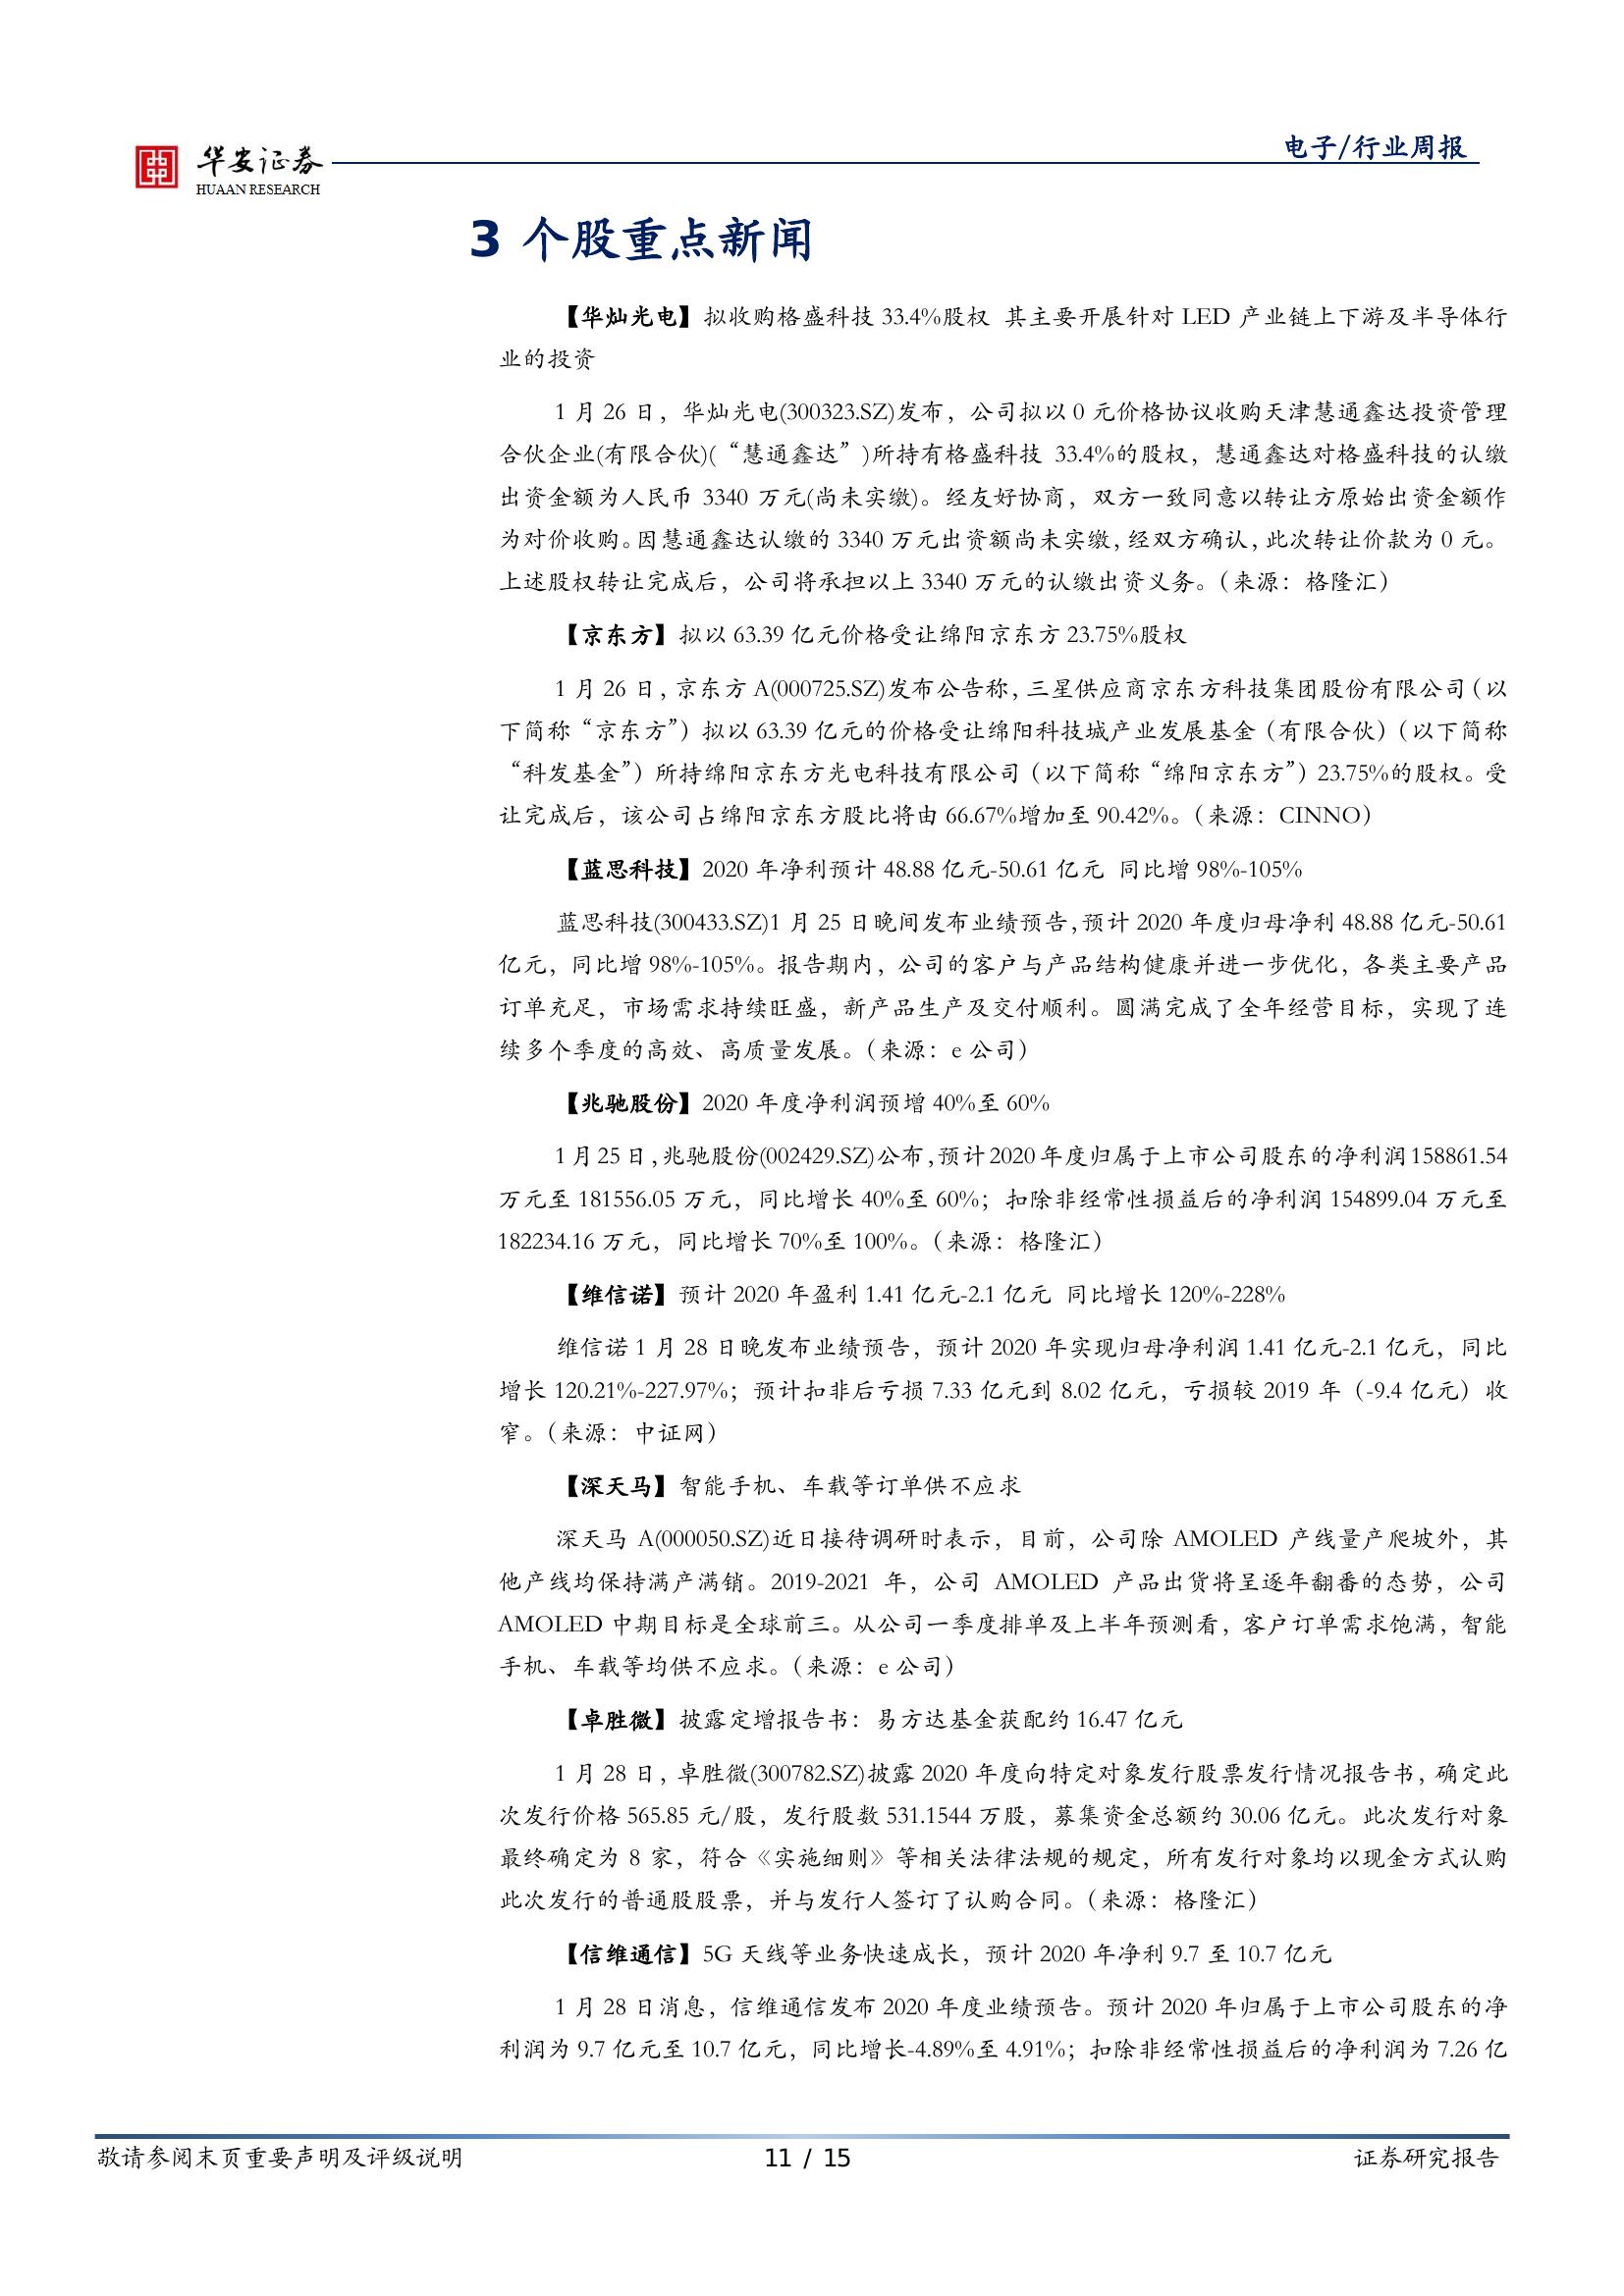 华安证券
HUAAN RESEARCH
电子/行业周报
3 个股重点新闻
【华灿光电】拟收购格盛科技 33.4%股权 其主要开展针对 LED 产业链上下游及半导体行
业的投资
1 月 26 日，华灿光电(300323.SZ)发布，公司拟以 0 元价格协议收购天津慧通鑫达投资管理
合伙企业(有限合伙)(“慧通鑫达”)所持有格盛科技 33.4%的股权，慧通鑫达对格盛科技的认缴
出资金额为人民币 3340 万元(尚未实缴)。经友好协商，双方一致同意以转让方原始出资金额作
为对价收购。因慧通鑫达认缴的 3340 万元出资额尚未实缴，经双方确认，此次转让价款为 0 元。
上述股权转让完成后，公司将承担以上 3340 万元的认缴出资义务。（来源：格隆汇）
【京东方】拟以 63.39 亿元价格受让绵阳京东方 23.75%股权
1 月 26 日，京东方 A(000725.SZ)发布公告称，三星供应商京东方科技集团股份有限公司（以
下简称“京东方”）拟以 63.39 亿元的价格受让绵阳科技城产业发展基金（有限合伙）（以下简称
“科发基金”）所持绵阳京东方光电科技有限公司（以下简称“绵阳京东方”）23.75%的股权。受
让完成后，该公司占绵阳京东方股比将由 66.67%增加至 90.42%。（来源：CINNO）
【蓝思科技】2020 年净利预计 48.88 亿元-50.61 亿元 同比增 98%-105%
蓝思科技(300433.SZ)1 月 25 日晚间发布业绩预告，预计 2020 年度归母净利 48.88 亿元-50.61
亿元，同比增 98%-105%。报告期内，公司的客户与产品结构健康并进一步优化，各类主要产品
订单充足，市场需求持续旺盛，新产品生产及交付顺利。圆满完成了全年经营目标，实现了连
续多个季度的高效、高质量发展。（来源：e 公司）
【兆驰股份】2020 年度净利润预增 40%至 60%
1 月 25 日，兆驰股份(002429.SZ)公布，预计 2020 年度归属于上市公司股东的净利润 158861.54
万元至 181556.05 万元，同比增长 40%至 60%；扣除非经常性损益后的净利润 154899.04 万元至
182234.16 万元，同比增长 70%至 100%。（来源：格隆汇）
【维信诺】预计 2020 年盈利 1.41 亿元-2.1 亿元 同比增长 120%-228%
维信诺 1 月 28 日晚发布业绩预告，预计 2020 年实现归母净利润 1.41 亿元-2.1 亿元，同比
增长 120.21%-227.97%；预计扣非后亏损 7.33 亿元到 8.02 亿元，亏损较 2019 年（-9.4 亿元）收
窄。（来源：中证网）
【深天马】智能手机、车载等订单供不应求
深天马 A(000050.SZ)近日接待调研时表示，目前，公司除 AMOLED 产线量产爬坡外，其
他产线均保持满产满销。2019-2021 年，公司 AMOLED 产品出货将呈逐年翻番的态势，公司
AMOLED 中期目标是全球前三。从公司一季度排单及上半年预测看，客户订单需求饱满，智能
手机、车载等均供不应求。（来源：e 公司）
【卓胜微】披露定增报告书：易方达基金获配约 16.47 亿元
1 月 28 日，卓胜微(300782.SZ)披露 2020 年度向特定对象发行股票发行情况报告书，确定此
次发行价格 565.85 元/股，发行股数 531.1544 万股，募集资金总额约 30.06 亿元。此次发行对象
最终确定为 8 家，符合《实施细则》等相关法律法规的规定，所有发行对象均以现金方式认购
此次发行的普通股股票，并与发行人签订了认购合同。（来源：格隆汇）
【信维通信】5G 天线等业务快速成长，预计 2020 年净利 9.7 至 10.7 亿元
1 月 28 日消息，信维通信发布 2020 年度业绩预告。预计 2020 年归属于上市公司股东的净
利润为 9.7 亿元至 10.7 亿元，同比增长-4.89%至 4.91%；扣除非经常性损益后的净利润为 7.26 亿
敬请参阅末页重要声明及评级说明
11 / 15
证券研究报告